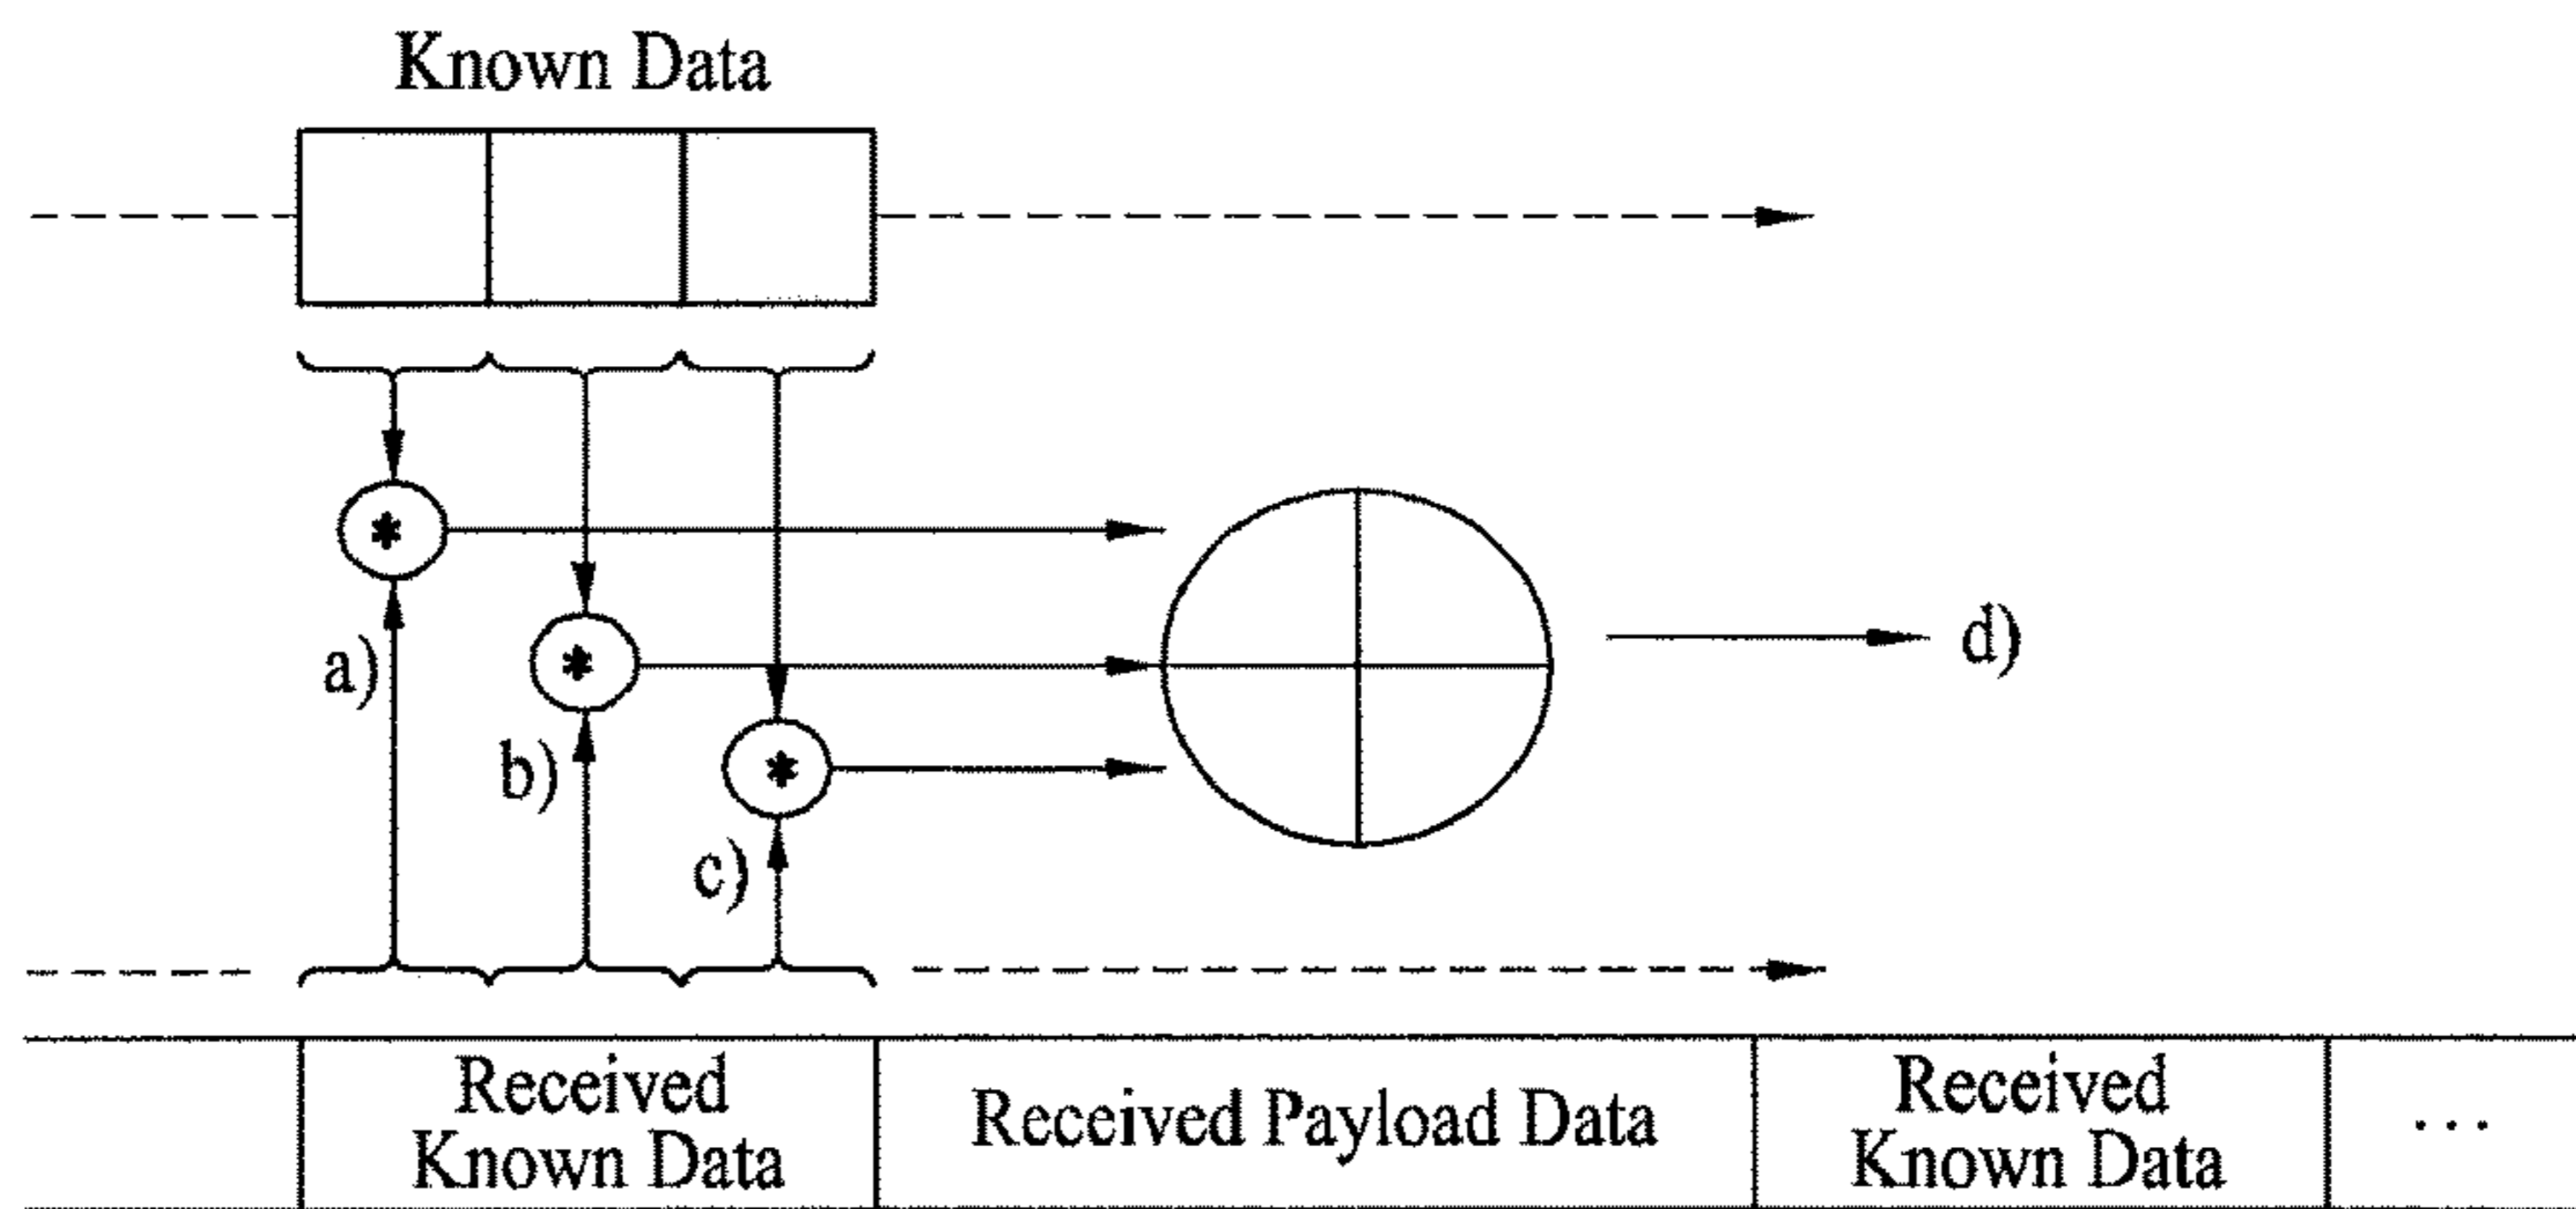 Known Data
*
a)
*
b)
*
c)
d)
Received
Known Data
Received Payload Data
Received
Known Data
...